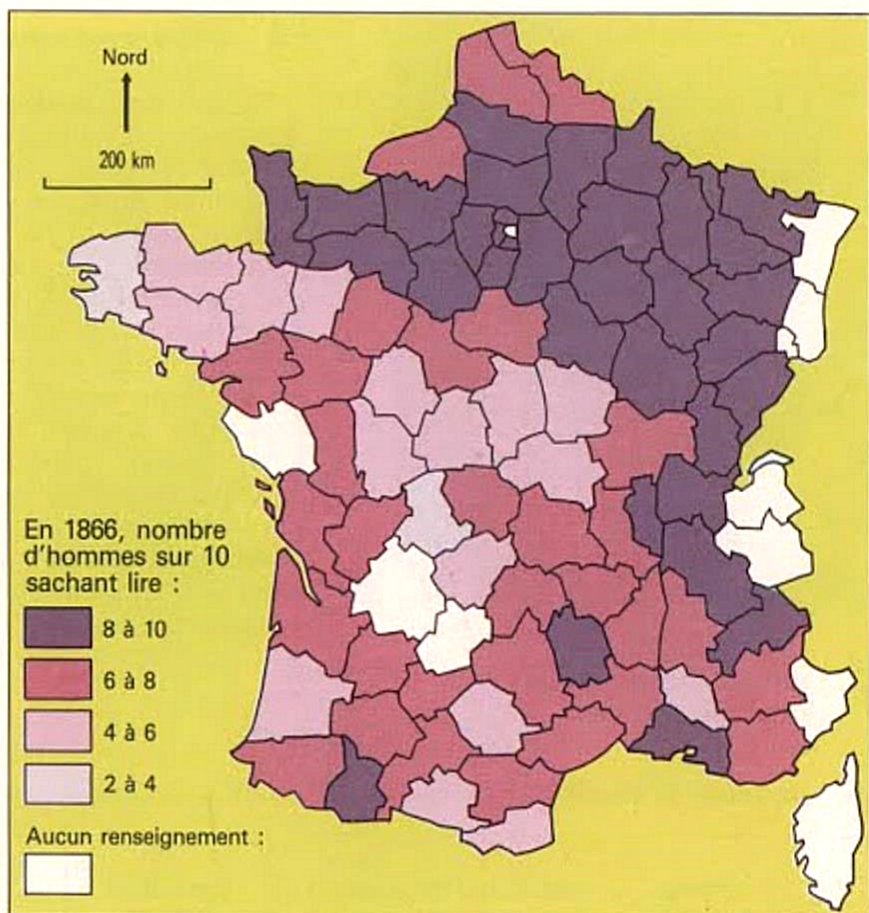 Nord
200 km
En 1866, nombre
d'hommes sur 10
sachant lire :
8 à 10
6 à 8
4 à 6
2 à 4
Aucun renseignement :